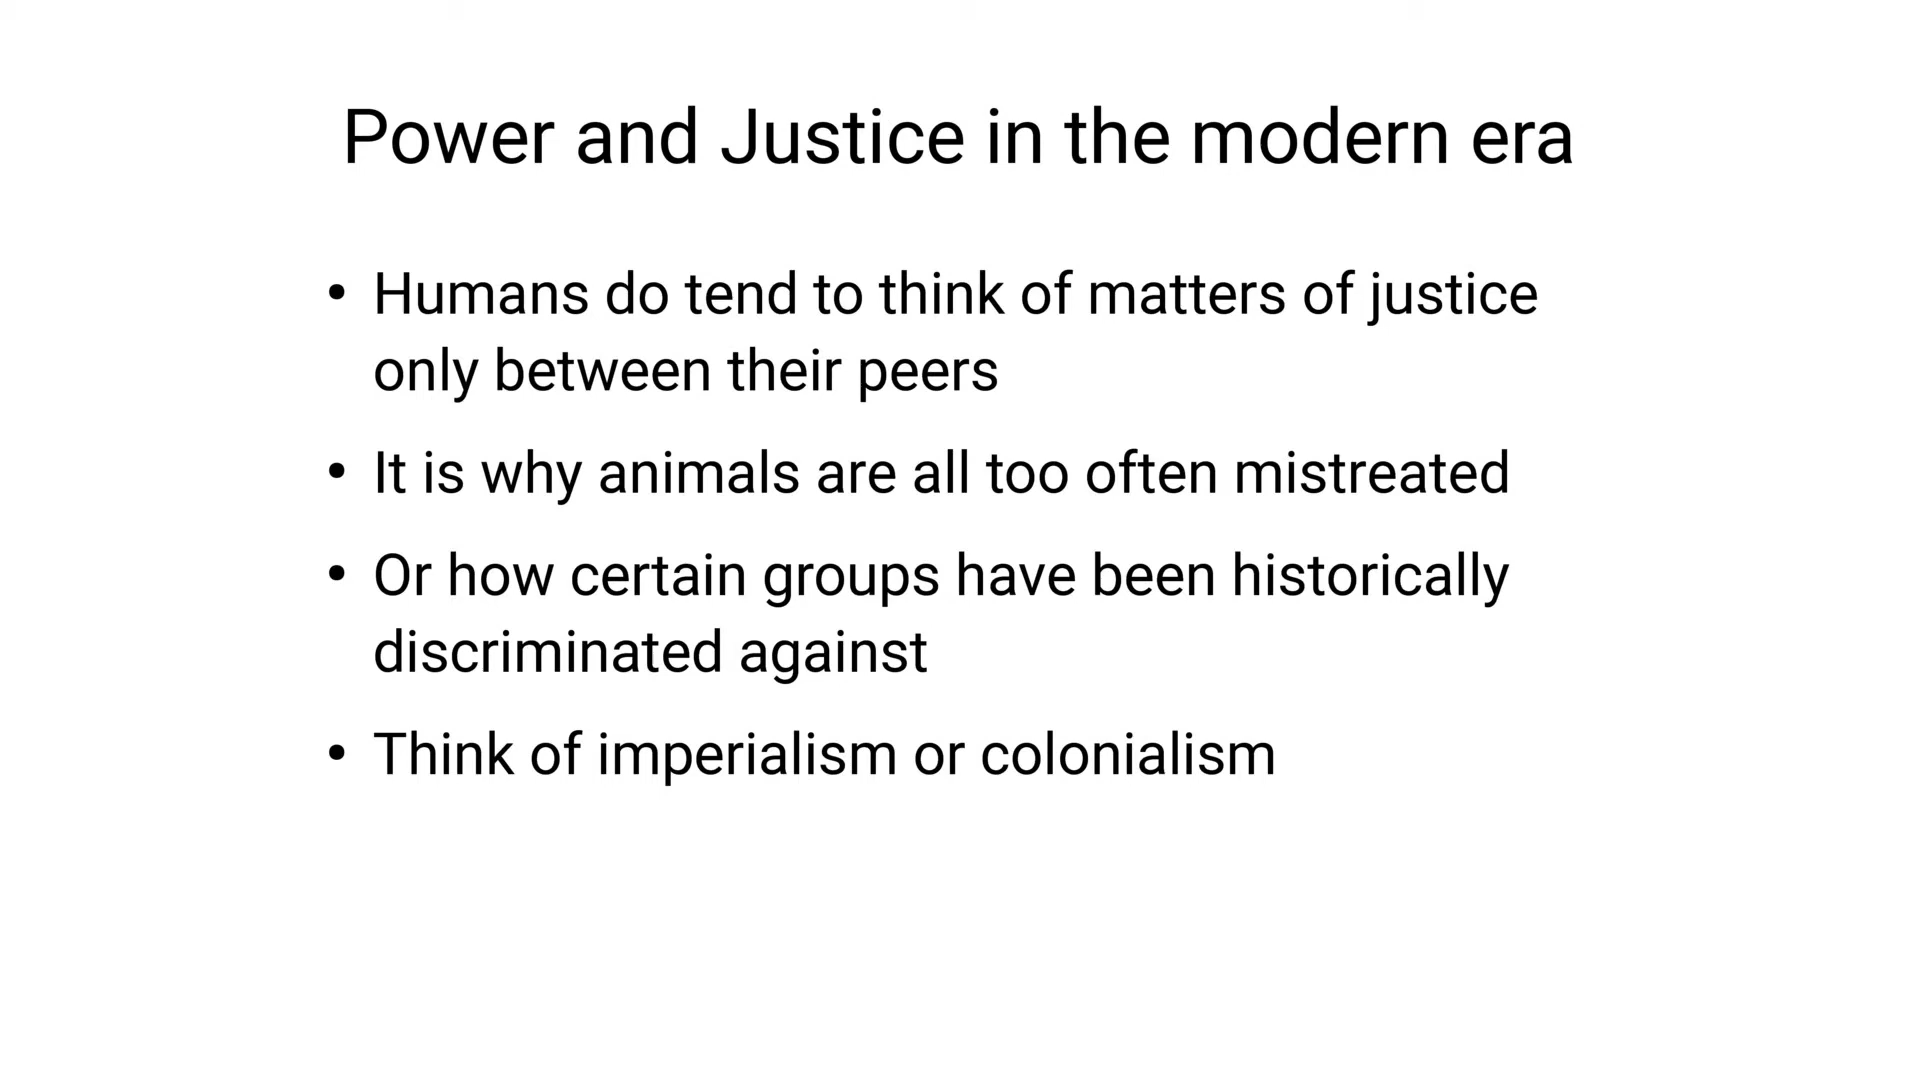 Power and Justice in the modern era
• Humans do tend to think of matters of justice
only between their peers
• It is why animals are all too often mistreated
• Or how certain groups have been historically
discriminated against
• Think of imperialism or colonialism